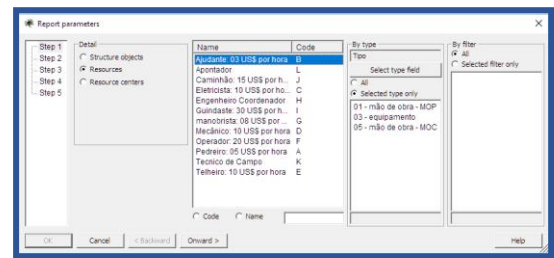 Report parameters
Step 1
Step 2
Step 3
Step 4
Step 5
Detail
Structure objects
Resources
Resource centers
Name Code
Ajudante: 03 US$ por hora B
Apontador L
Caminhão: 15 US$ por h... J
Eletricista: 10 US$ por ho... C
Engenheiro Coordenador H
Guindaste: 30 US$ por h... I
manobrista: 08 US$ por ... G
Mecânico: 10 US$ por hora D
Operador: 20 US$ por hora F
Pedreiro: 05 US$ por hora A
Tecnico de Campo K
Telheiro: 10 US$ por hora E
Code Name
By type
Tipo
Select type field
All
Selected type only
01 - mão de obra - MOP
03 - equipamento
05 - mão de obra - MOC
By filter
All
Selected filter only
OK Cancel < Backward Onward > Help